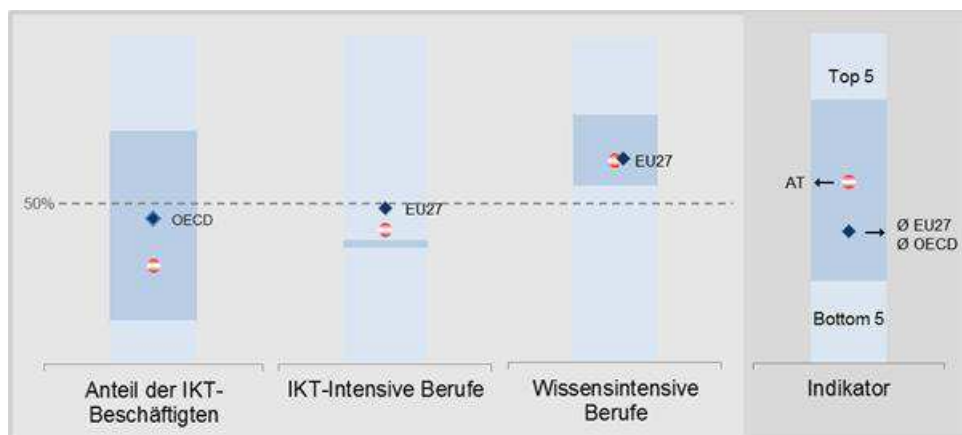 50%
OECD
EU27
EU27
Anteil der IKT-
Beschäftigten
IKT-Intensive Berufe
Wissensintensive
Berufe
Top 5
AT
Ø EU27
Ø OECD
Bottom 5
Indikator